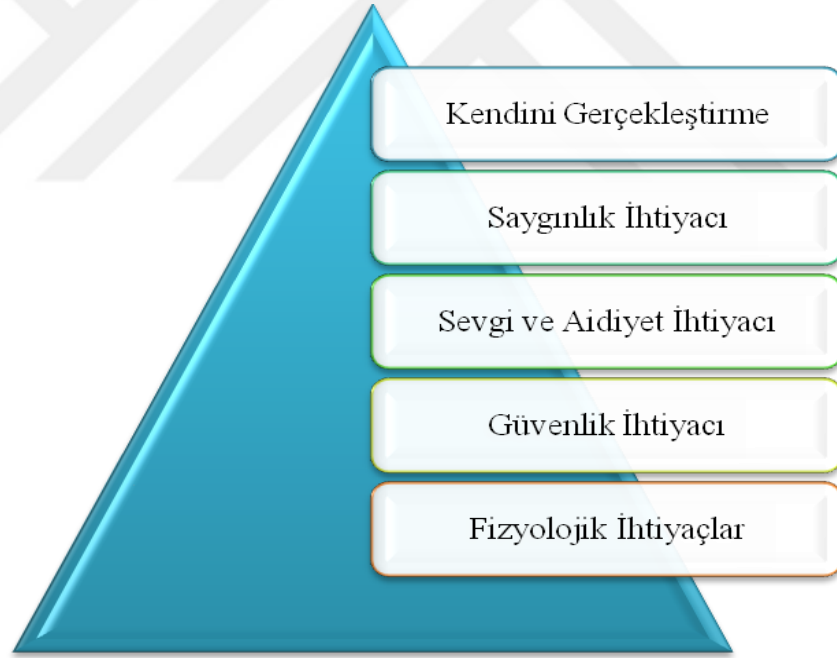 Kendini Gerçekleştirme
Saygınlık İhtiyacı
Sevgi ve Aidiyet İhtiyacı
Güvenlik İhtiyacı
Fizyolojik İhtiyaçlar